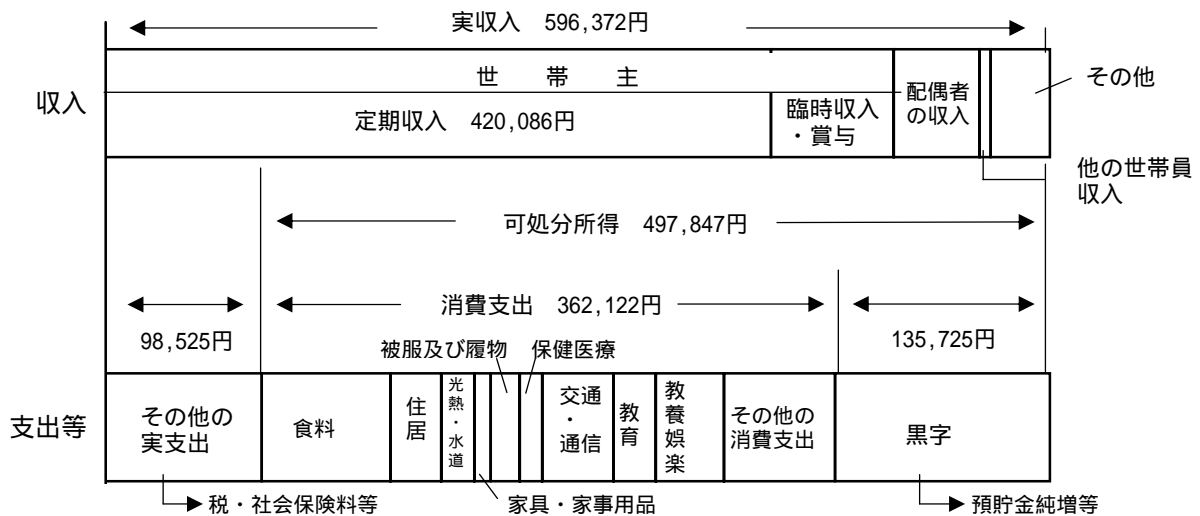 実収入 596,372円
収入
世 帯 主
定期収入 420,086円
臨時収入
・賞与
配偶者
の収入
その他
他の世帯員
収入
可処分所得 497,847円
消費支出 362,122円
98,525円
135,725円
被服及び履物
保健医療
支出等
その他の
実支出
食料
住居
光熱・水道
交通
・
通信
教育
教養娯楽
その他の
消費支出
黒字
税・社会保険料等
家具・家事用品
預貯金純増等